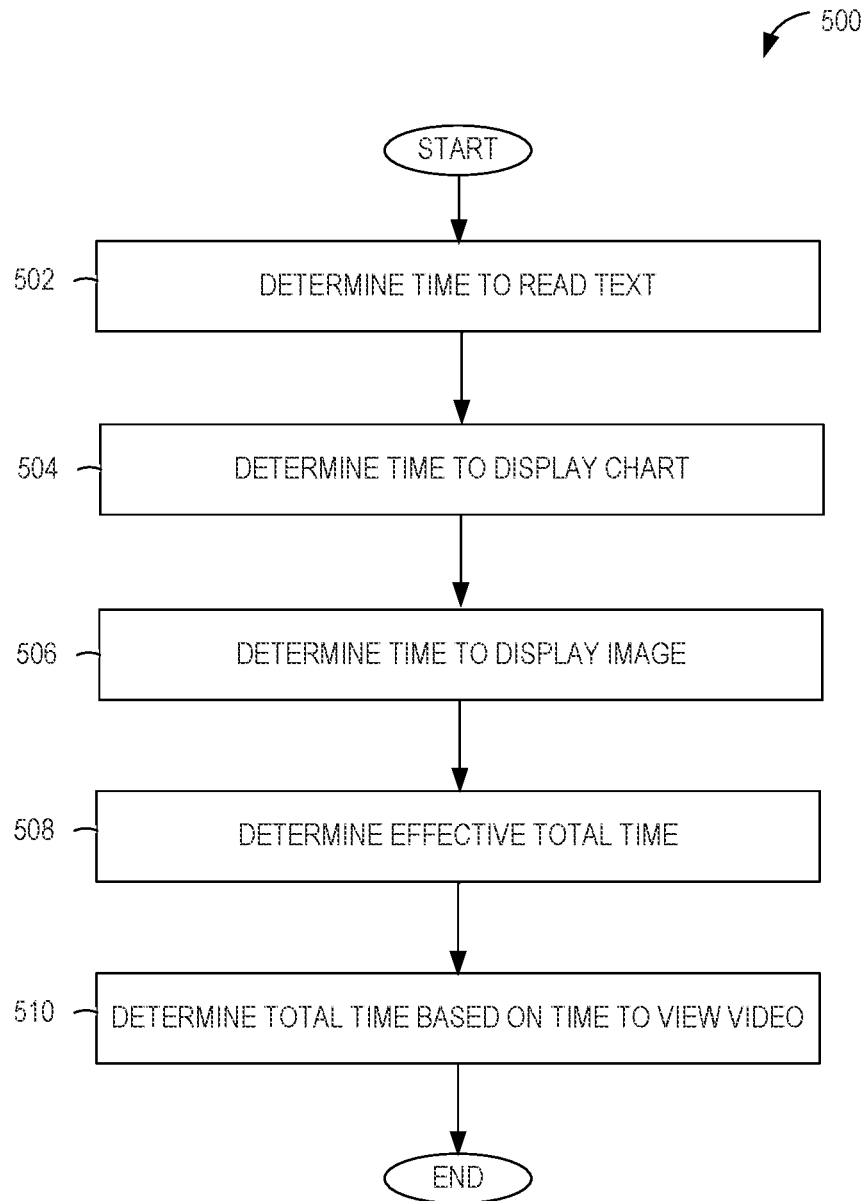 500
START
502
DETERMINE TIME TO READ TEXT
504
DETERMINE TIME TO DISPLAY CHART
506
DETERMINE TIME TO DISPLAY IMAGE
508
DETERMINE EFFECTIVE TOTAL TIME
510
DETERMINE TOTAL TIME BASED ON TIME TO VIEW VIDEO
END